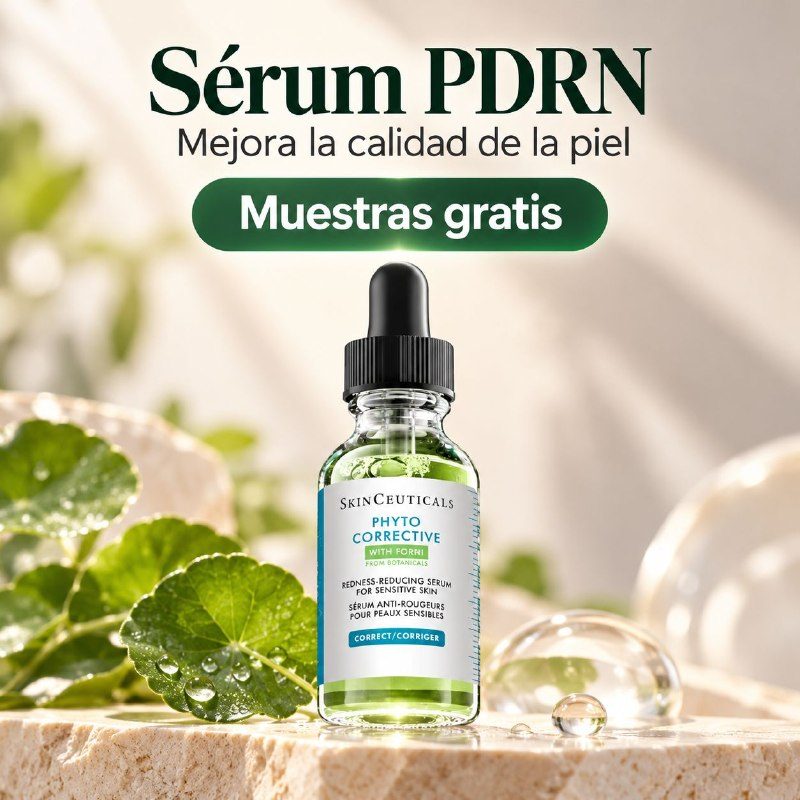 Sérum PDRN
Mejora la calidad de la piel
Muestras gratis
SKINCEUTICALS
PHYTO
CORRECTIVE
WITH FORNI
FROM BOTANICALS
REDNESS-REDUCING SERUM
FOR SENSITIVE SKIN
SÉRUM ANTI-ROUGEURS
POUR PEAUX SENSIBLES
CORRECT/CORRIGER